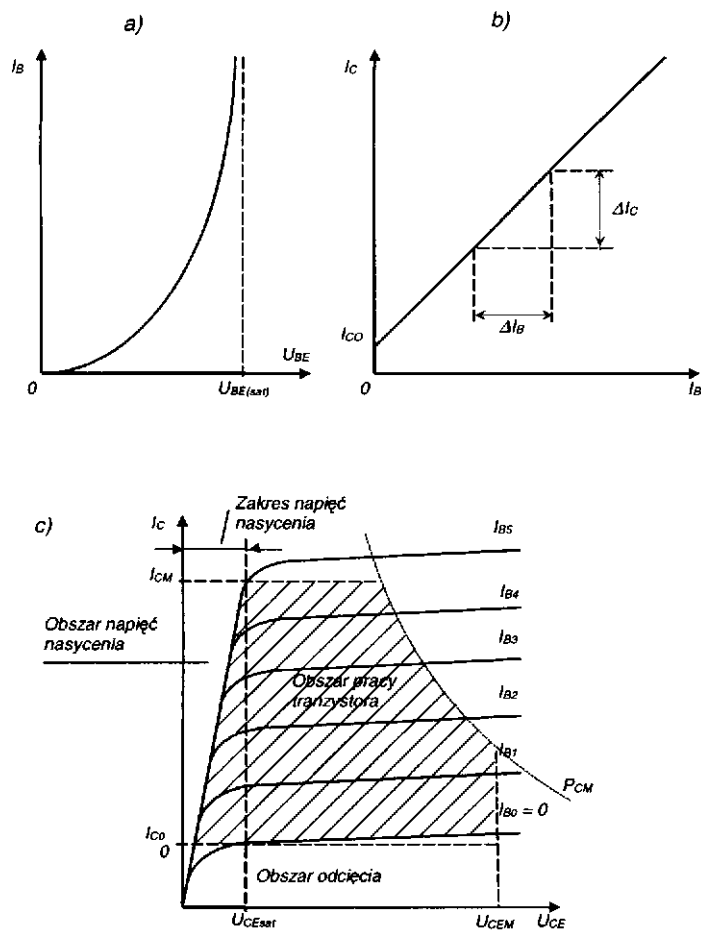 a)
I_B
U_BE
0
U_BE(sat)
b)
I_C
ΔI_C
I_CO
ΔI_B
0
I_B
c)
I_C
Zakres napięć
nasycenia
I_B5
I_CM
I_B4
Obszar napięć
nasycenia
I_B3
Obszar pracy
tranzystora
I_B2
I_B1
P_CM
I_B0 = 0
I_C0
0
Obszar odcięcia
U_CEsat
U_CEM
U_CE